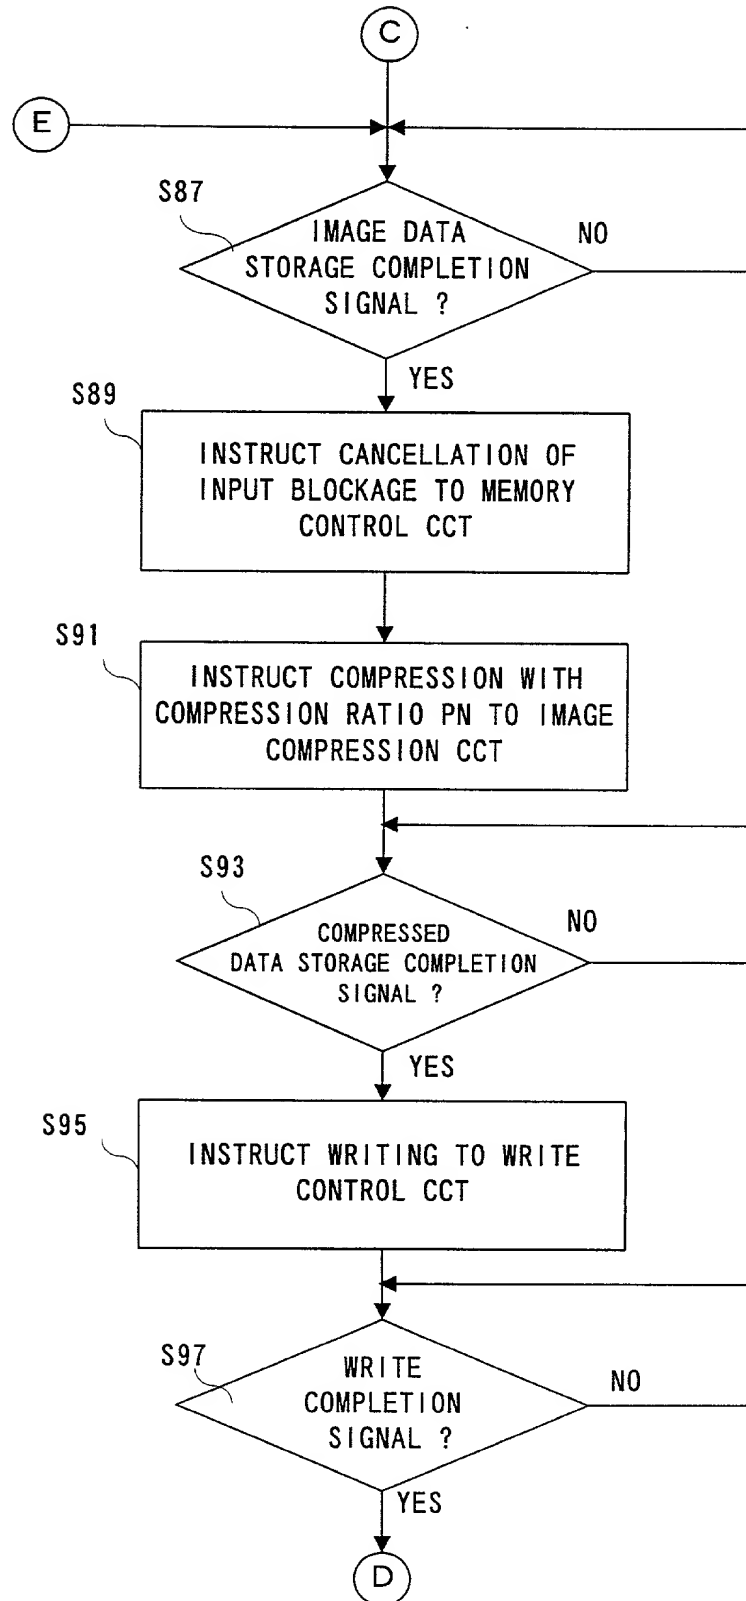 C
E
S87
IMAGE DATA
STORAGE COMPLETION
SIGNAL ?
NO
YES
S89
INSTRUCT CANCELLATION OF
INPUT BLOCKAGE TO MEMORY
CONTROL CCT
S91
INSTRUCT COMPRESSION WITH
COMPRESSION RATIO PN TO IMAGE
COMPRESSION CCT
S93
COMPRESSED
DATA STORAGE COMPLETION
SIGNAL ?
NO
YES
S95
INSTRUCT WRITING TO WRITE
CONTROL CCT
S97
WRITE
COMPLETION
SIGNAL ?
NO
YES
D